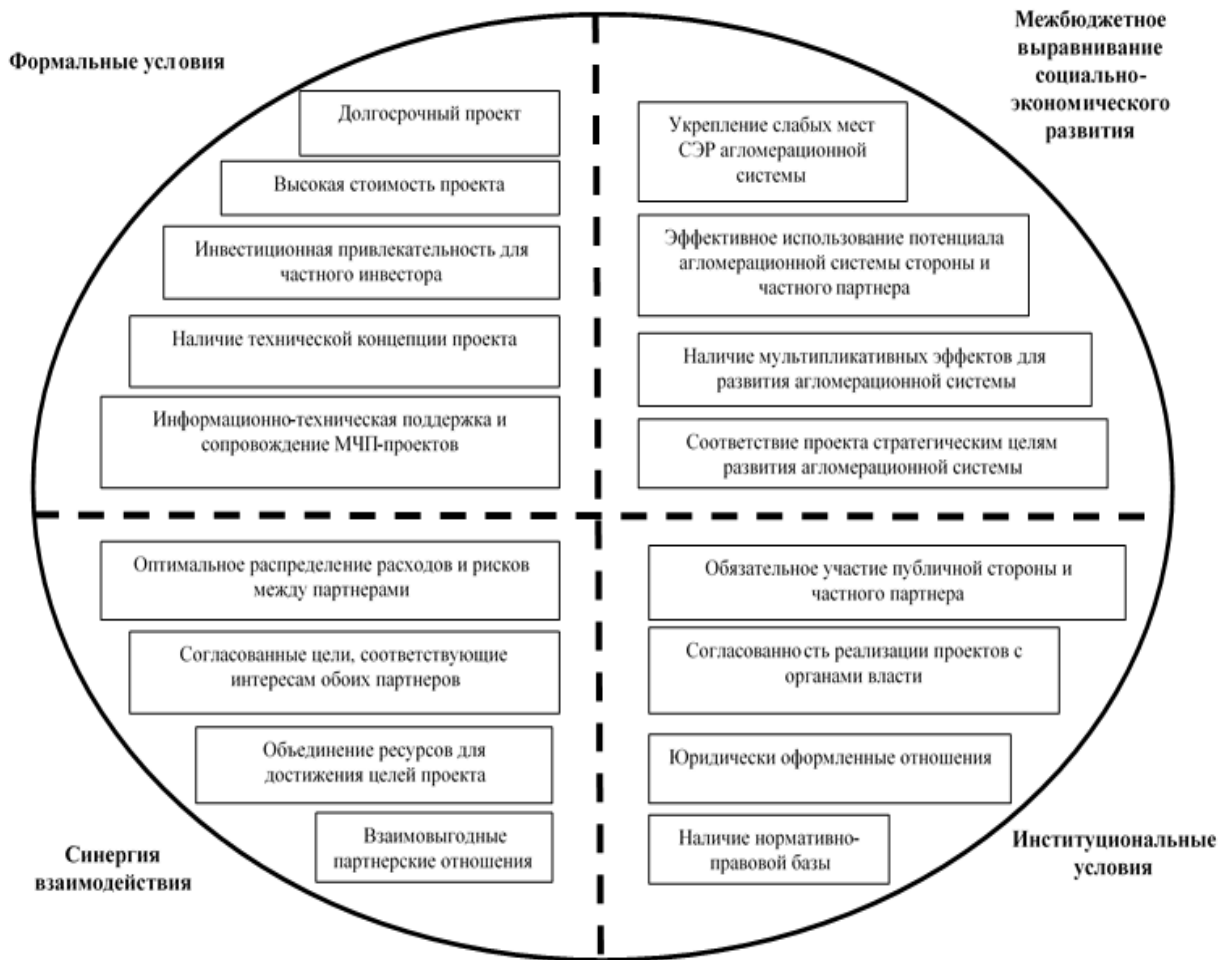 Формальные условия
Долгосрочный проект
Высокая стоимость проекта
Инвестиционная привлекательность для
частного инвестора
Наличие технической концепции проекта
Информационно-техническая поддержка и
сопровождение МЧП-проектов
Межбюджетное
выравнивание
социально-
экономического
развития
Укрепление слабых мест
СЭР агломерационной
системы
Эффективное использование потенциала
агломерационной системы стороны и
частного партнера
Наличие мультипликативных эффектов для
развития агломерационной системы
Соответствие проекта стратегическим целям
развития агломерационной системы
Оптимальное распределение расходов и рисков
между партнерами
Согласованные цели, соответствующие
интересам обоих партнеров
Объединение ресурсов для
достижения целей проекта
Взаимовыгодные
партнерские отношения
Синергия
взаимодействия
Обязательное участие публичной стороны и
частного партнера
Согласованность реализации проектов с
органами власти
Юридически оформленные отношения
Наличие нормативно-
правовой базы
Институциональные
условия